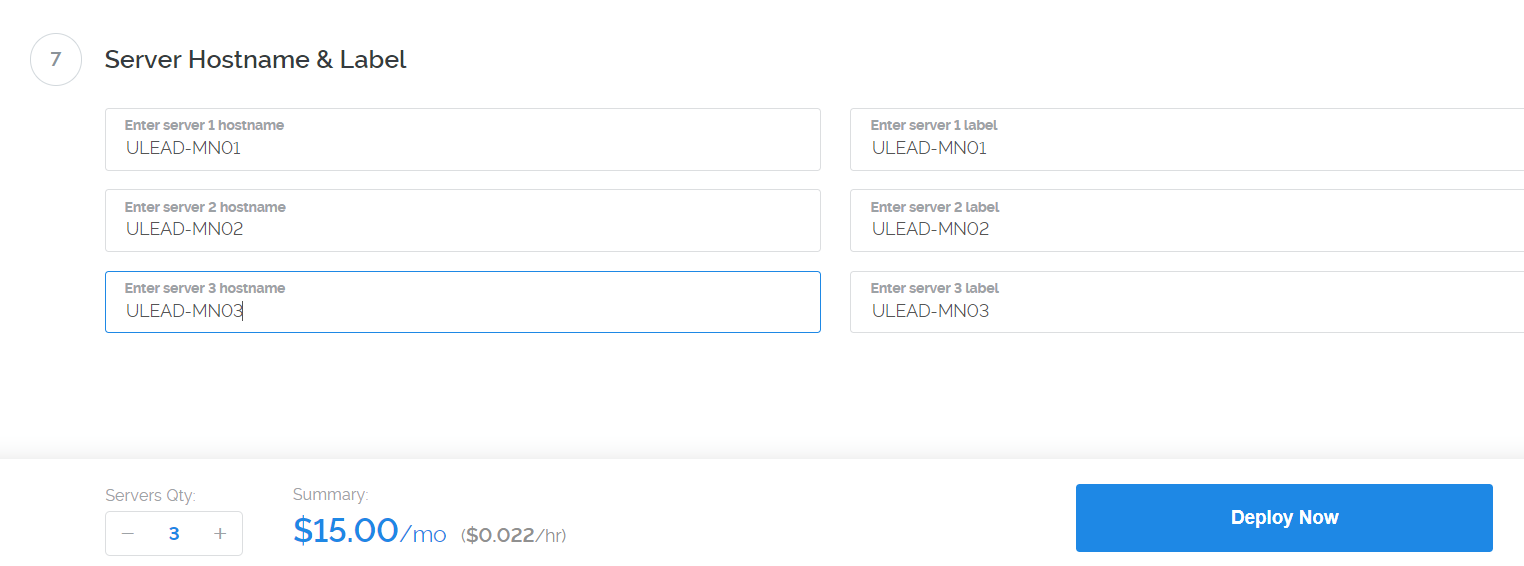 7
Server Hostname & Label
Enter server 1 hostname
ULEAD-MN01
Enter server 1 label
ULEAD-MN01
Enter server 2 hostname
ULEAD-MN02
Enter server 2 label
ULEAD-MN02
Enter server 3 hostname
ULEAD-MN03
Enter server 3 label
ULEAD-MN03
Servers Qty:
− 3 +
Summary:
$15.00/mo ($0.022/hr)
Deploy Now